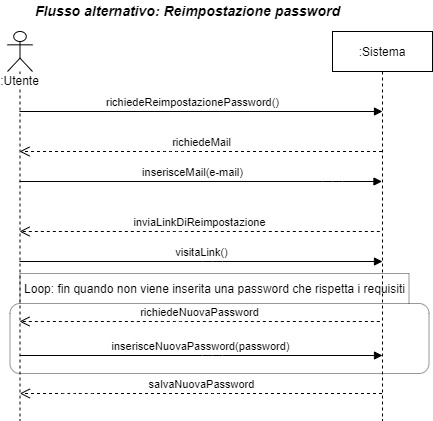 Flusso alternativo: Reimpostazione password
:Utente
:Sistema
richiedeReimpostazionePassword()
richiedeMail
inserisceMail(e-mail)
inviaLinkDiReimpostazione
visitaLink()
Loop: fin quando non viene inserita una password che rispetta i requisiti
richiedeNuovaPassword
inserisceNuovaPassword(password)
salvaNuovaPassword